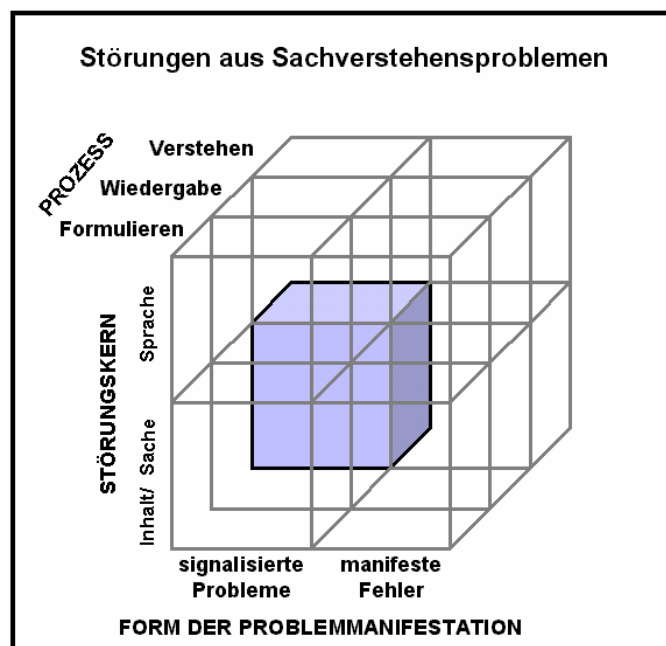 Störungen aus Sachverstehensproblemen
PROZESS
Verstehen
Wiedergabe
Formulieren
STÖRUNGSKERN
Sprache
Inhalt/ Sache
signalisierte
Probleme
manifeste
Fehler
FORM DER PROBLEMMANIFESTATION